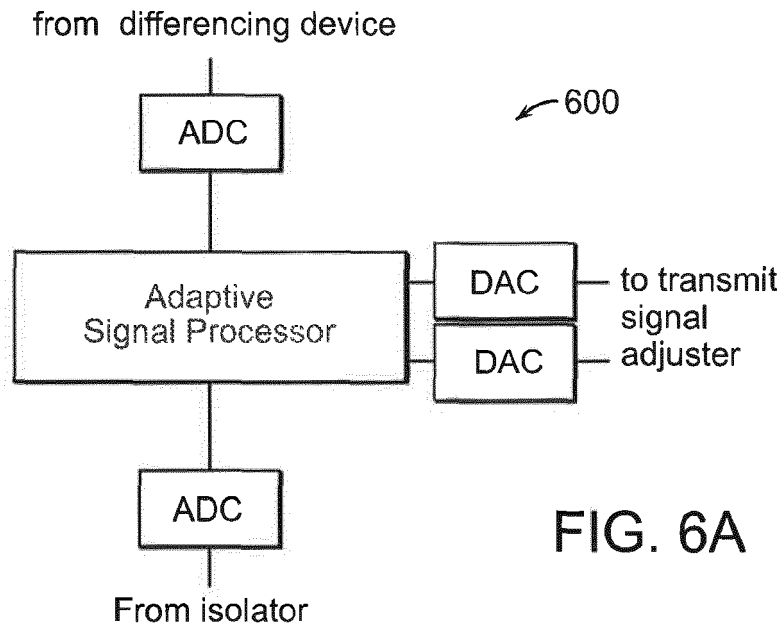 from differencing device
600
ADC
Adaptive
Signal Processor
DAC
DAC
to transmit
signal
adjuster
ADC
From isolator
FIG. 6A